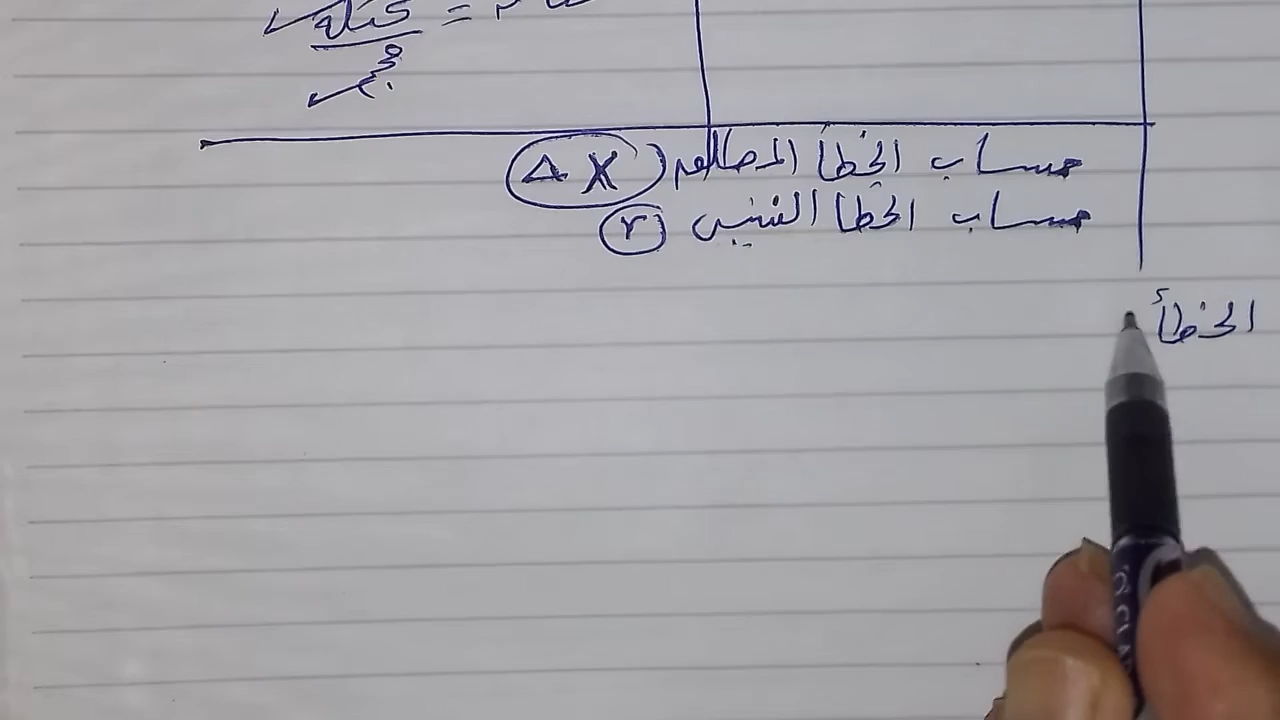 كتلة =
حجم
حساب الخطأ المطلق (ΔX)
حساب الخطأ النسبي (r)
الخطأ